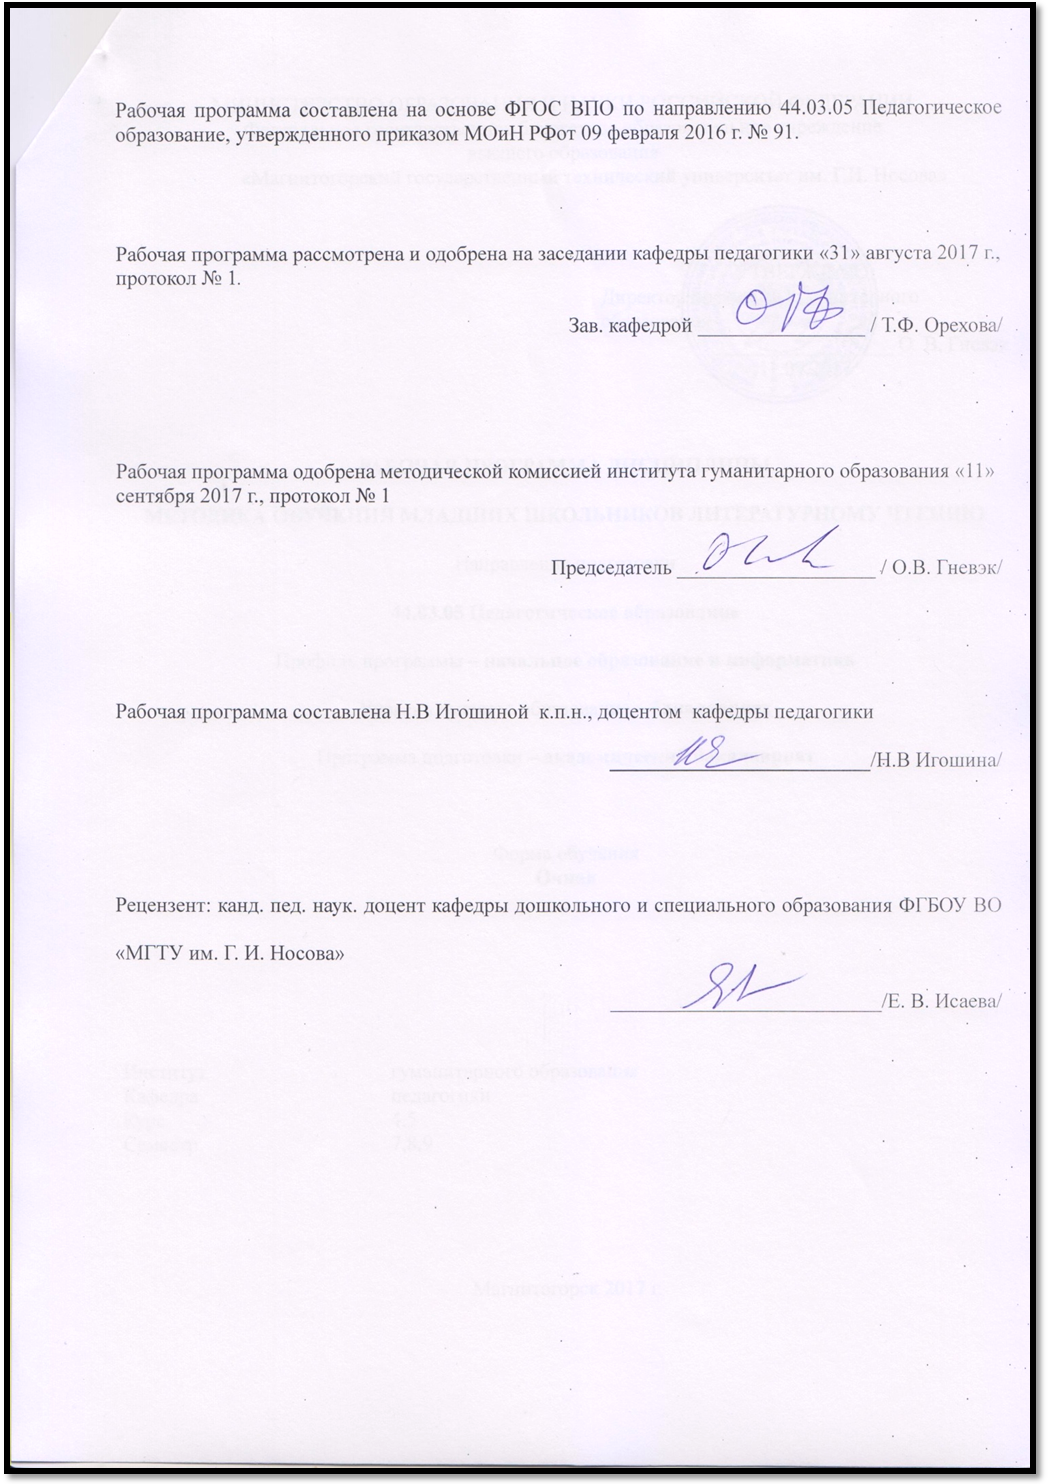 Рабочая программа составлена на основе ФГОС ВПО по направлению 44.03.05 Педагогическое
образование, утвержденного приказом МОиН РФот 09 февраля 2016 г. № 91.
Рабочая программа рассмотрена и одобрена на заседании кафедры педагогики «31» августа 2017 г.,
протокол № 1.
Зав. кафедрой ________________ / Т.Ф. Орехова/
Рабочая программа одобрена методической комиссией института гуманитарного образования «11»
сентября 2017 г., протокол № 1
Председатель ___________________ / О.В. Гневэк/
Рабочая программа составлена Н.В Игошиной к.п.н., доцентом кафедры педагогики
_________________________/Н.В Игошина/
Рецензент: канд. пед. наук. доцент кафедры дошкольного и специального образования ФГБОУ ВО
«МГТУ им. Г. И. Носова»
__________________________/Е. В. Исаева/